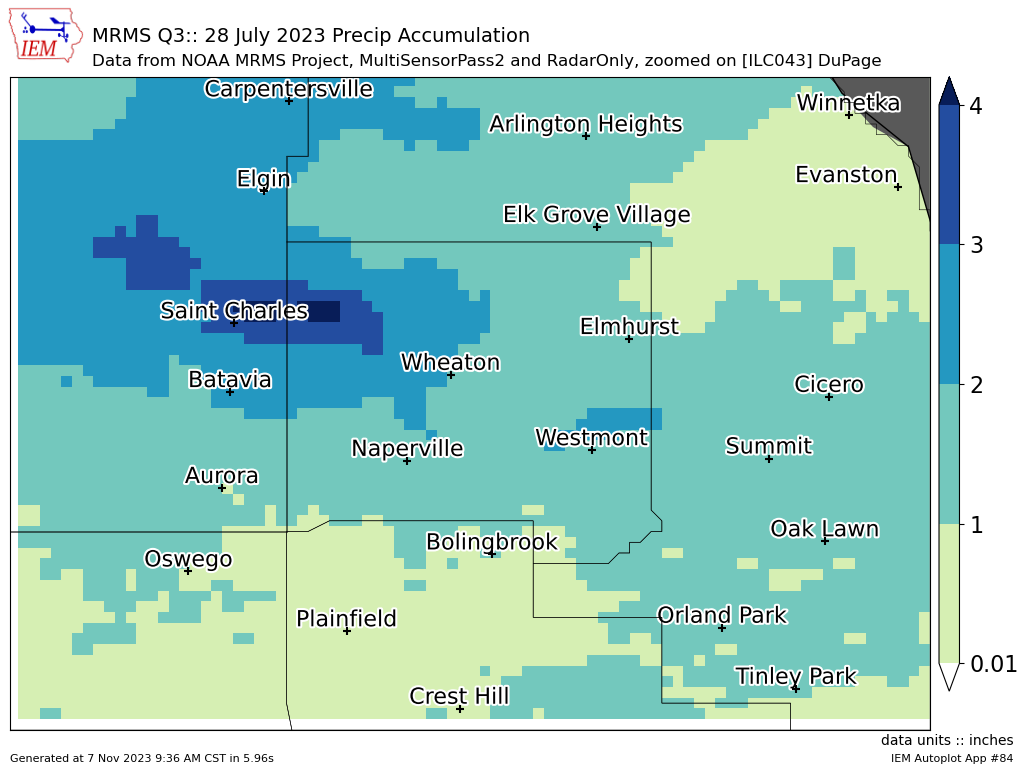 IEM
MRMS Q3:: 28 July 2023 Precip Accumulation
Data from NOAA MRMS Project, MultiSensorPass2 and RadarOnly, zoomed on [ILC043] DuPage
Carpentersville
Winnetka
Arlington Heights
Elgin
Evanston
Elk Grove Village
Saint Charles
Elmhurst
Wheaton
Batavia
Cicero
Westmont
Naperville
Summit
Aurora
Oak Lawn
Bolingbrook
Oswego
Plainfield
Orland Park
Tinley Park
Crest Hill
4
3
2
1
0.01
data units :: inches
Generated at 7 Nov 2023 9:36 AM CST in 5.96s
IEM Autoplot App #84